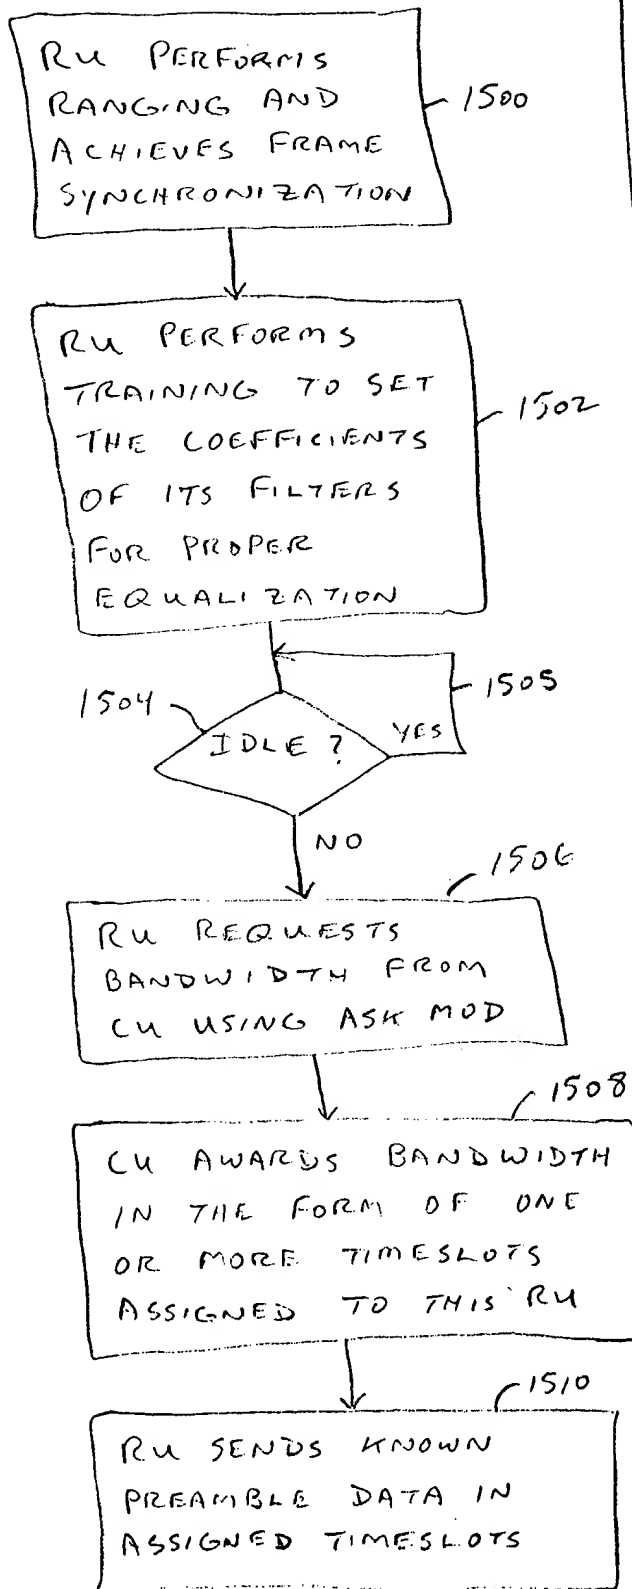 RU PERFORMS
RANGING AND
ACHIEVES FRAME
SYNCHRONIZATION
1500
RU PERFORMS
TRAINING TO SET
THE COEFFICIENTS
OF ITS FILTERS
FOR PROPER
EQUALIZATION
1502
1504
IDLE?
YES
1505
NO
1506
RU REQUESTS
BANDWIDTH FROM
CU USING ASK MOD
1508
CU AWARDS BANDWIDTH
IN THE FORM OF ONE
OR MORE TIMESLOTS
ASSIGNED TO THIS RU
1510
RU SENDS KNOWN
PREAMBLE DATA IN
ASSIGNED TIMESLOTS